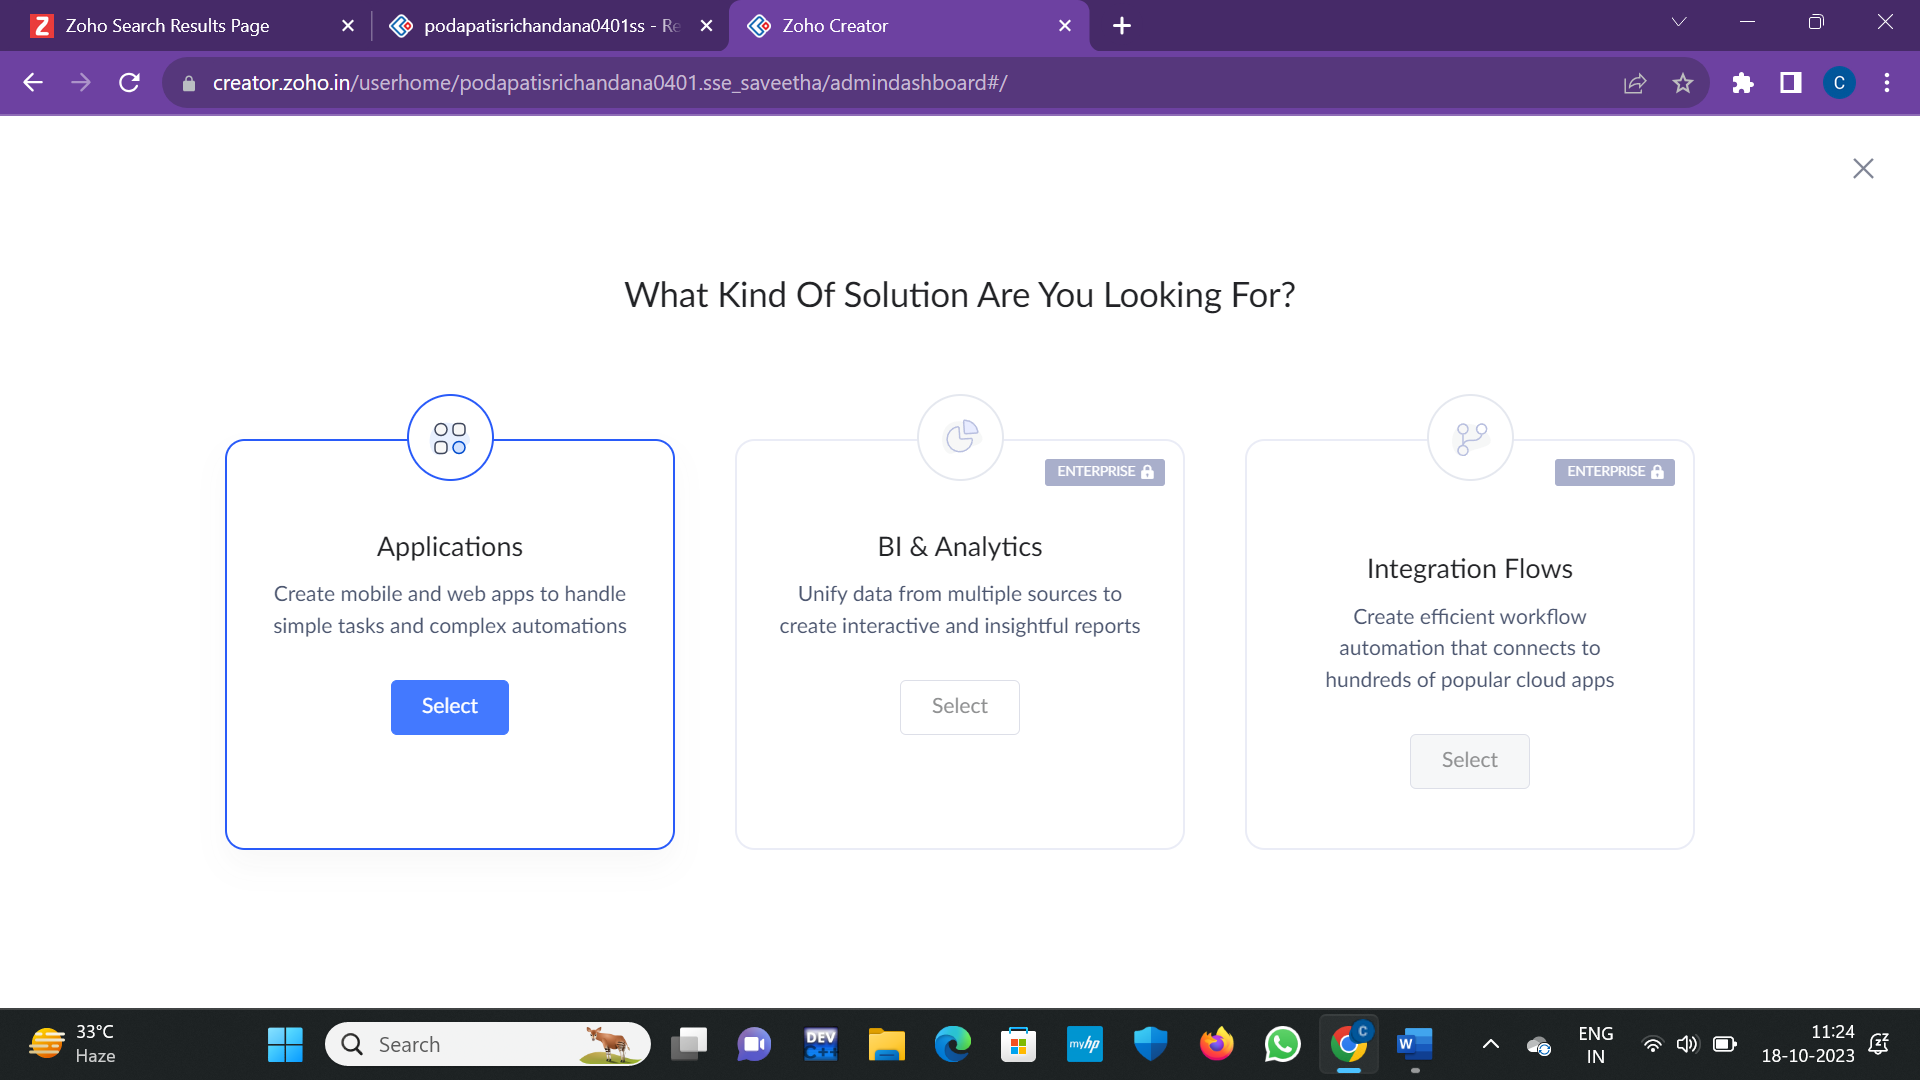 Zoho Search Results Page
podapatisrichandana0401ss - Re
Zoho Creator
creator.zoho.in/userhome/podapatisrichandana0401.sse_saveetha/admindashboard#/
C
What Kind Of Solution Are You Looking For?
Applications
Create mobile and web apps to handle
simple tasks and complex automations
Select
ENTERPRISE
BI & Analytics
Unify data from multiple sources to
create interactive and insightful reports
Select
ENTERPRISE
Integration Flows
Create efficient workflow
automation that connects to
hundreds of popular cloud apps
Select
33°C
Haze
Search
DEV
C++
myhp
C
W
ENG
IN
11:24
18-10-2023